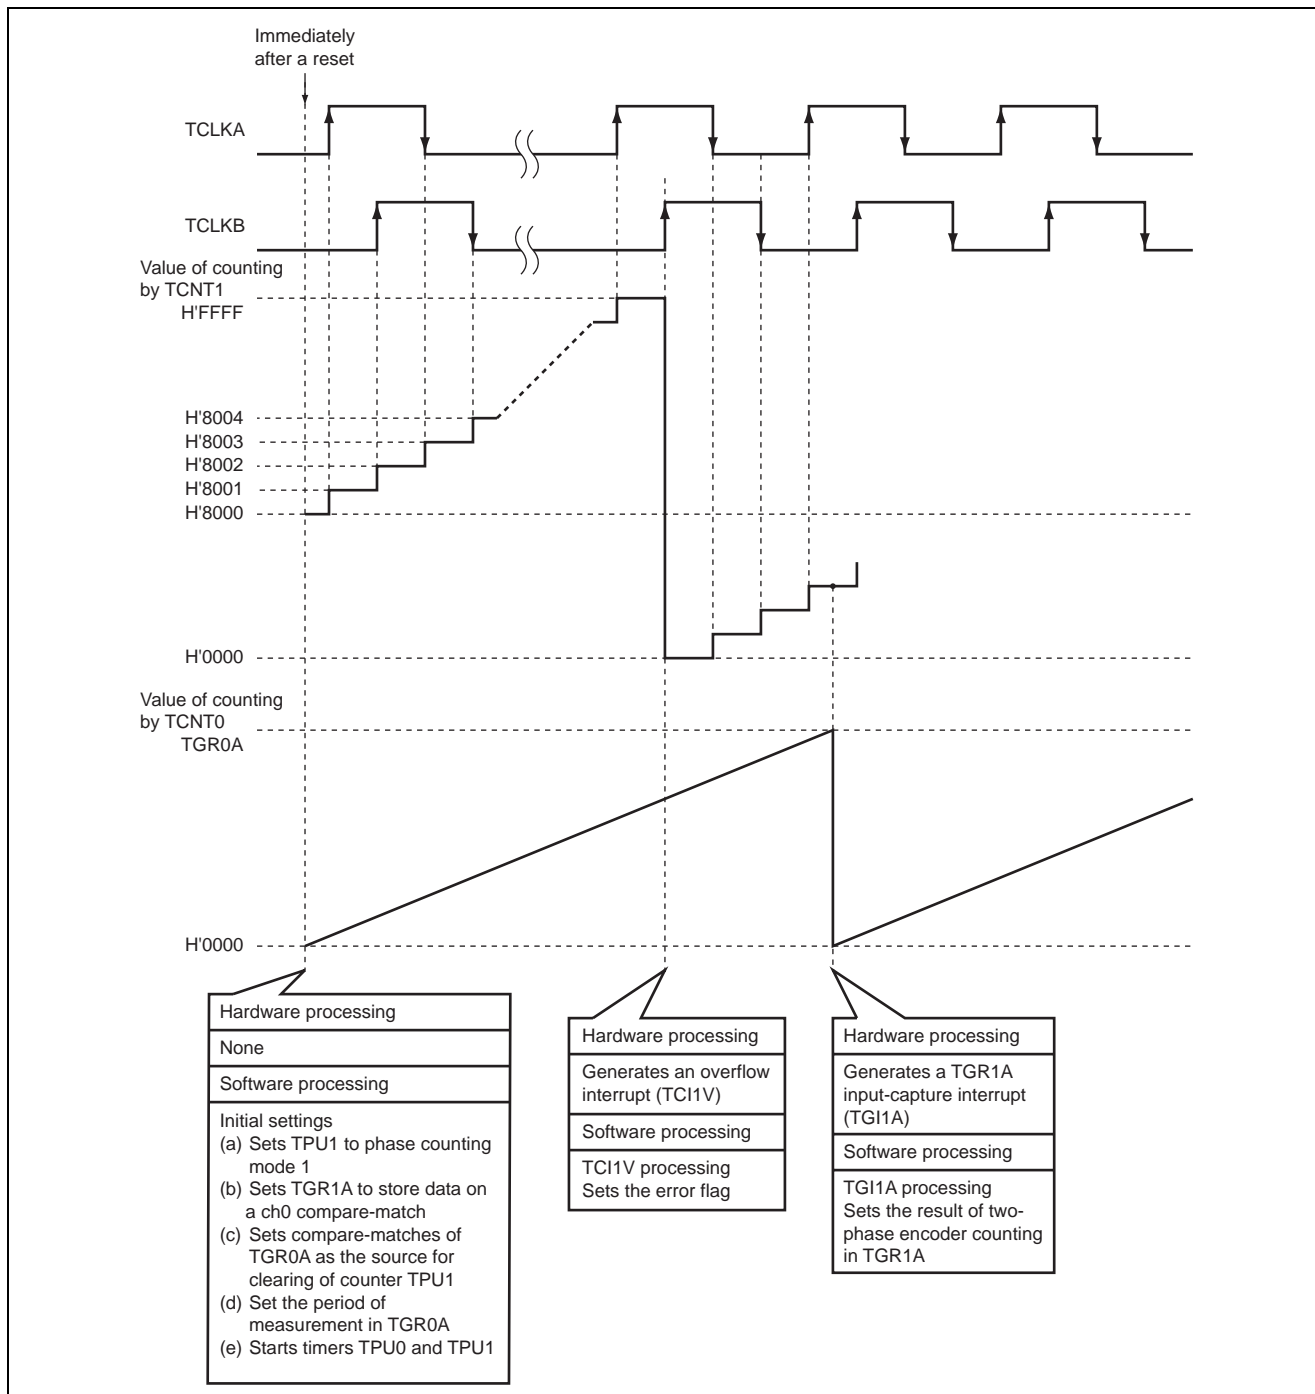 Immediately
after a reset
TCLKA
TCLKB
Value of counting
by TCNT1
H'FFFF
H'8004
H'8003
H'8002
H'8001
H'8000
H'0000
Value of counting
by TCNT0
TGR0A
H'0000
Hardware processing
None
Software processing
Initial settings
(a) Sets TPU1 to phase counting
mode 1
(b) Sets TGR1A to store data on
a ch0 compare-match
(c) Sets compare-matches of
TGR0A as the source for
clearing of counter TPU1
(d) Set the period of
measurement in TGR0A
(e) Starts timers TPU0 and TPU1
Hardware processing
Generates an overflow
interrupt (TCI1V)
Software processing
TCI1V processing
Sets the error flag
Hardware processing
Generates a TGR1A
input-capture interrupt
(TGI1A)
Software processing
TGI1A processing
Sets the result of two-
phase encoder counting
in TGR1A